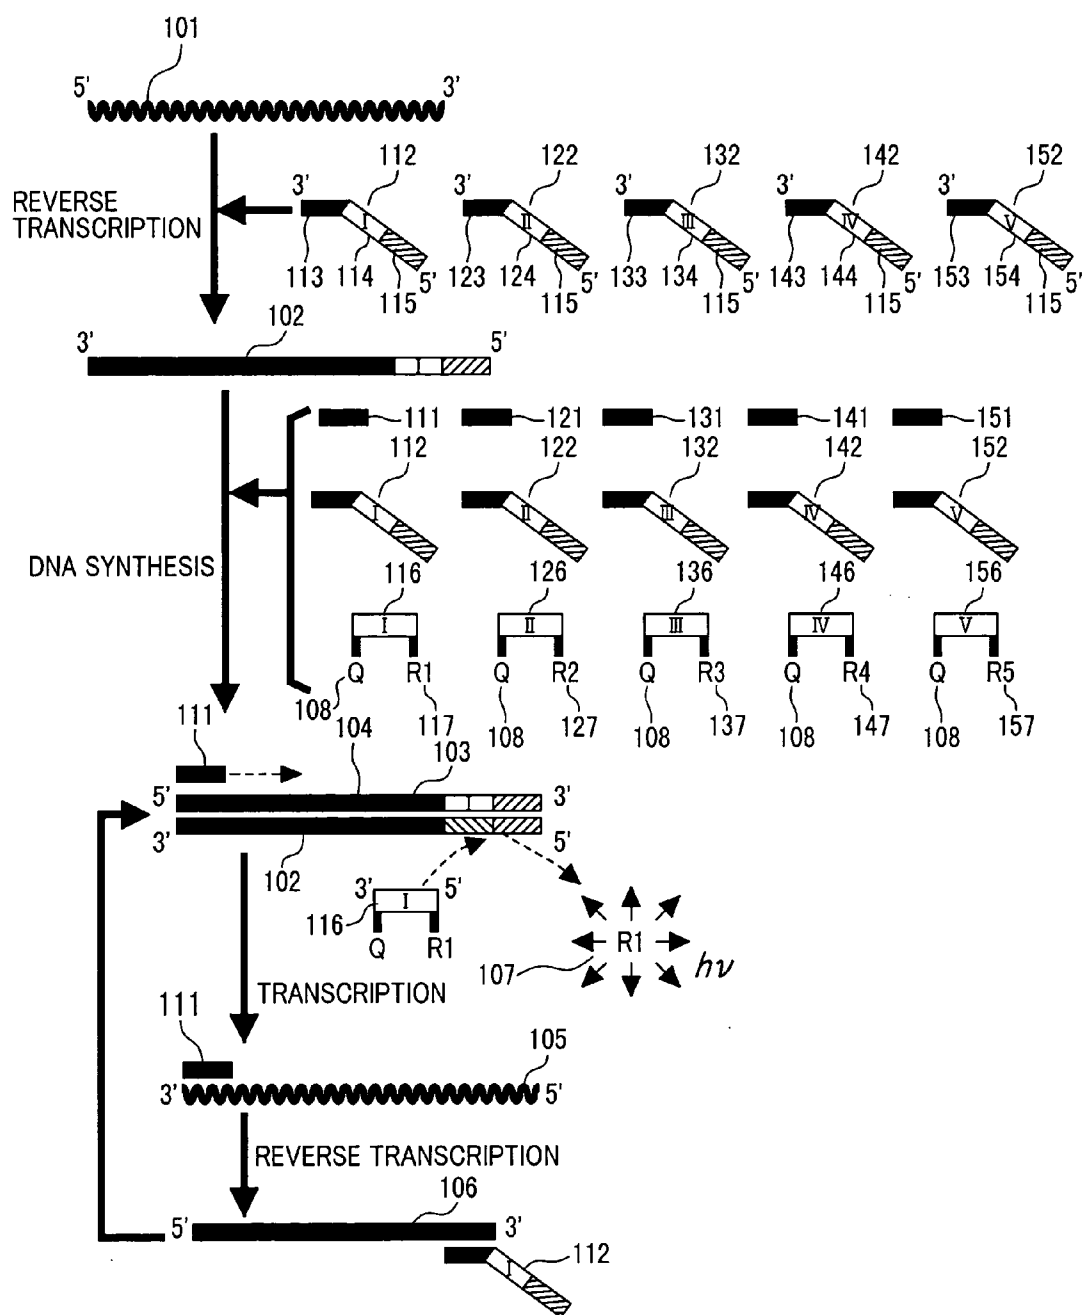 101
5' 3'
112 122 132 142 152
3' 3' 3' 3' 3'
REVERSE
TRANSCRIPTION
I II III IV V
113 114 115 5' 123 124 115 5' 133 134 115 5' 143 144 115 5' 153 154 115 5'
102
3' 5'
I
111 121 131 141 151
112 122 132 142 152
I II III IV V
DNA SYNTHESIS
116 126 136 146 156
I II III IV V
Q R1 Q R2 Q R3 Q R4 Q R5
108 117 108 127 108 137 108 147 108 157
111 104 103
5' I 3'
3' 5'
102
3' I 5'
116
Q R1
R1
107 hν
TRANSCRIPTION
111
105
3' 5'
REVERSE TRANSCRIPTION
106
5' 3'
I 112